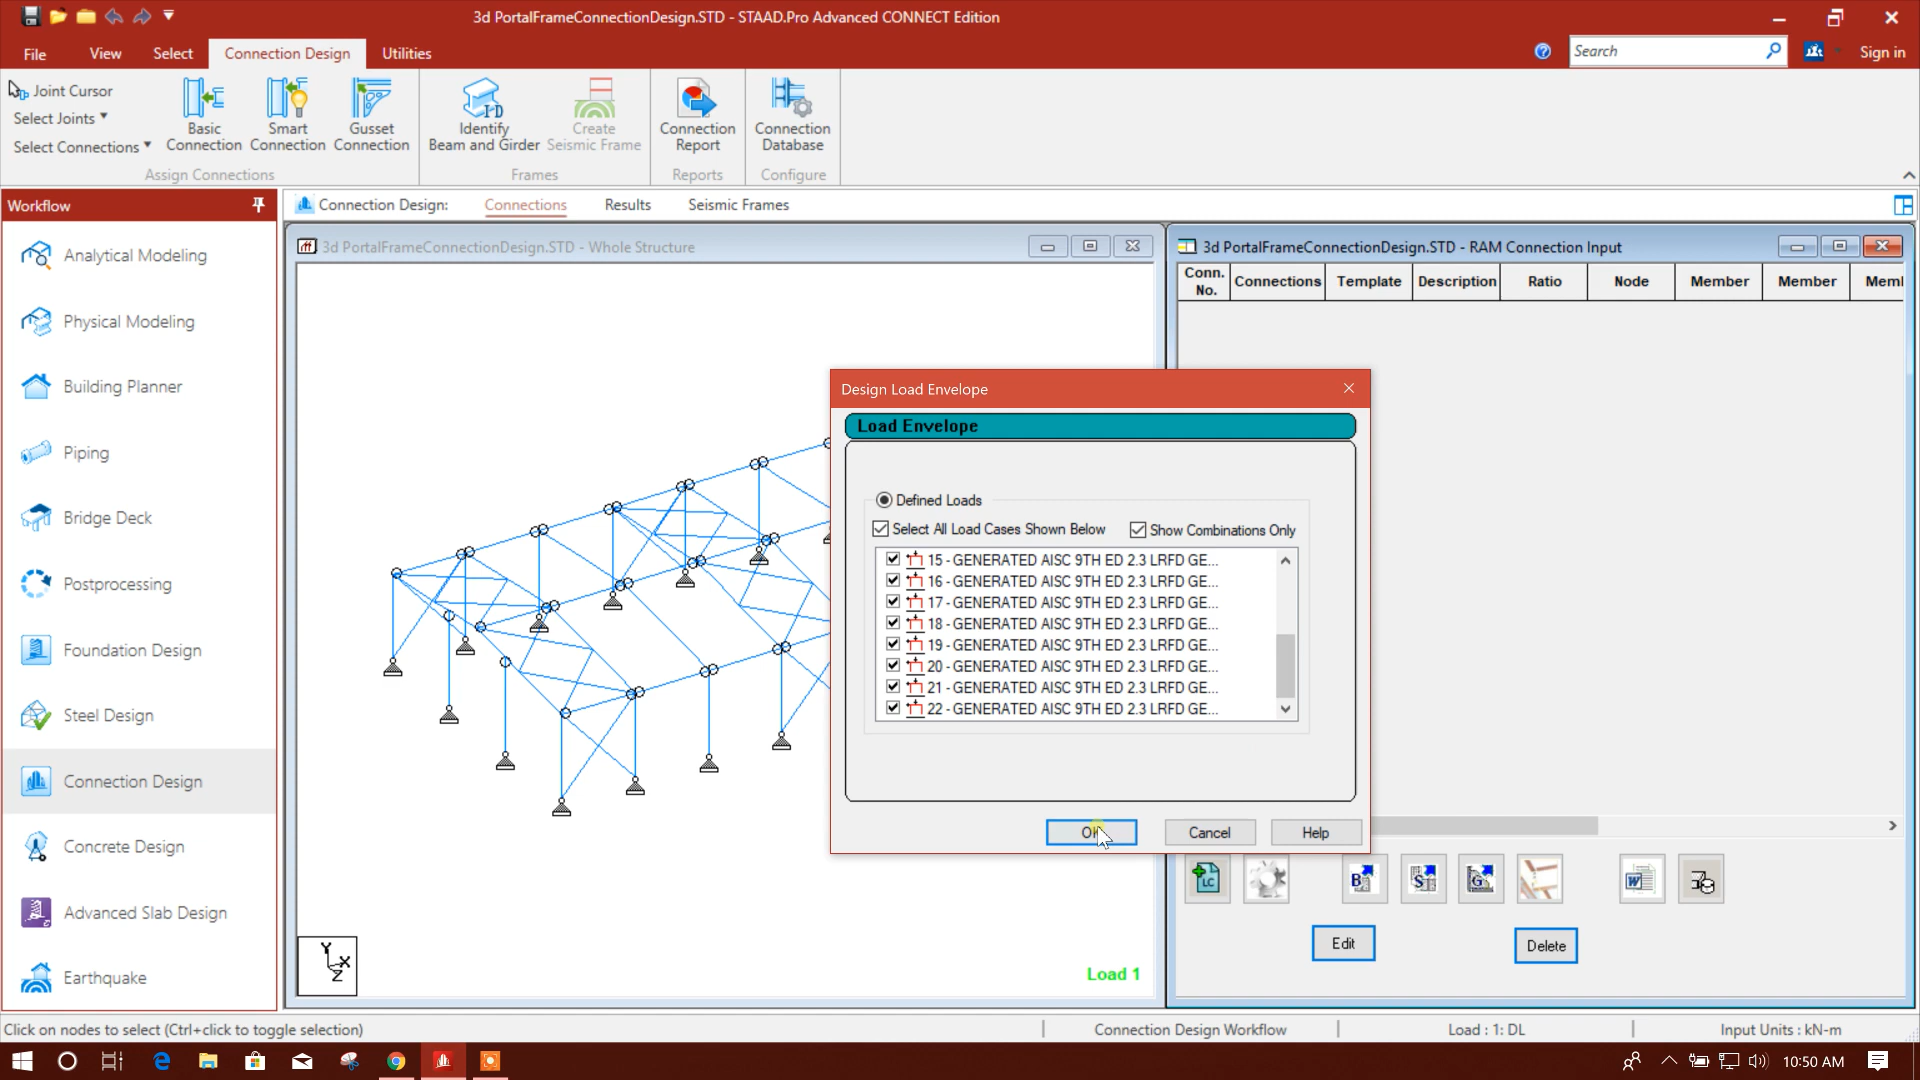 3d PortalFrameConnectionDesign.STD - STAAD.Pro Advanced CONNECT Edition
File View Select Connection Design Utilities
Search
Sign in
Joint Cursor
Select Joints
Select Connections
Basic Connection
Smart Connection
Gusset Connection
Identify Beam and Girder
Create Seismic Frame
Connection Report
Connection Database
Assign Connections
Frames
Reports
Configure
Workflow
Connection Design: Connections Results Seismic Frames
Analytical Modeling
Physical Modeling
Building Planner
Piping
Bridge Deck
Postprocessing
Foundation Design
Steel Design
Connection Design
Concrete Design
Advanced Slab Design
Earthquake
3d PortalFrameConnectionDesign.STD - Whole Structure
Y
X
Z
Load 1
3d PortalFrameConnectionDesign.STD - RAM Connection Input
Conn. No. Connections Template Description Ratio Node Member Member Meml
Design Load Envelope
Load Envelope
Defined Loads
Select All Load Cases Shown Below Show Combinations Only
15 - GENERATED AISC 9TH ED 2.3 LRFD GE...
16 - GENERATED AISC 9TH ED 2.3 LRFD GE...
17 - GENERATED AISC 9TH ED 2.3 LRFD GE...
18 - GENERATED AISC 9TH ED 2.3 LRFD GE...
19 - GENERATED AISC 9TH ED 2.3 LRFD GE...
20 - GENERATED AISC 9TH ED 2.3 LRFD GE...
21 - GENERATED AISC 9TH ED 2.3 LRFD GE...
22 - GENERATED AISC 9TH ED 2.3 LRFD GE...
OK Cancel Help
LC B S G W
Edit Delete
Click on nodes to select (Ctrl+click to toggle selection)
Connection Design Workflow
Load : 1: DL
Input Units : kN-m
10:50 AM